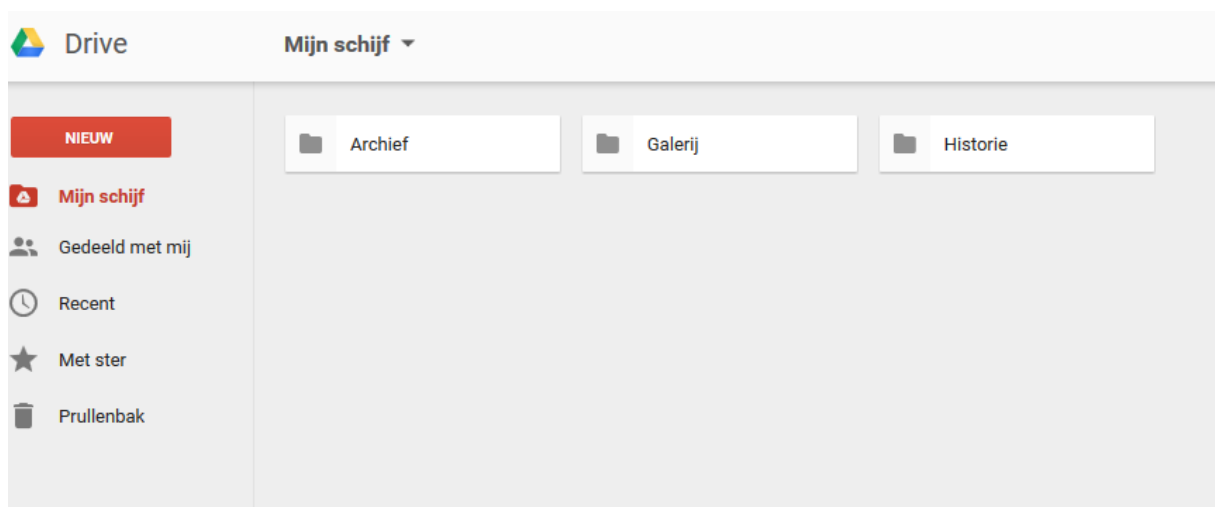 Drive
Mijn schijf
NIEUW
Mijn schijf
Gedeeld met mij
Recent
Met ster
Prullenbak
Archief
Galerij
Historie